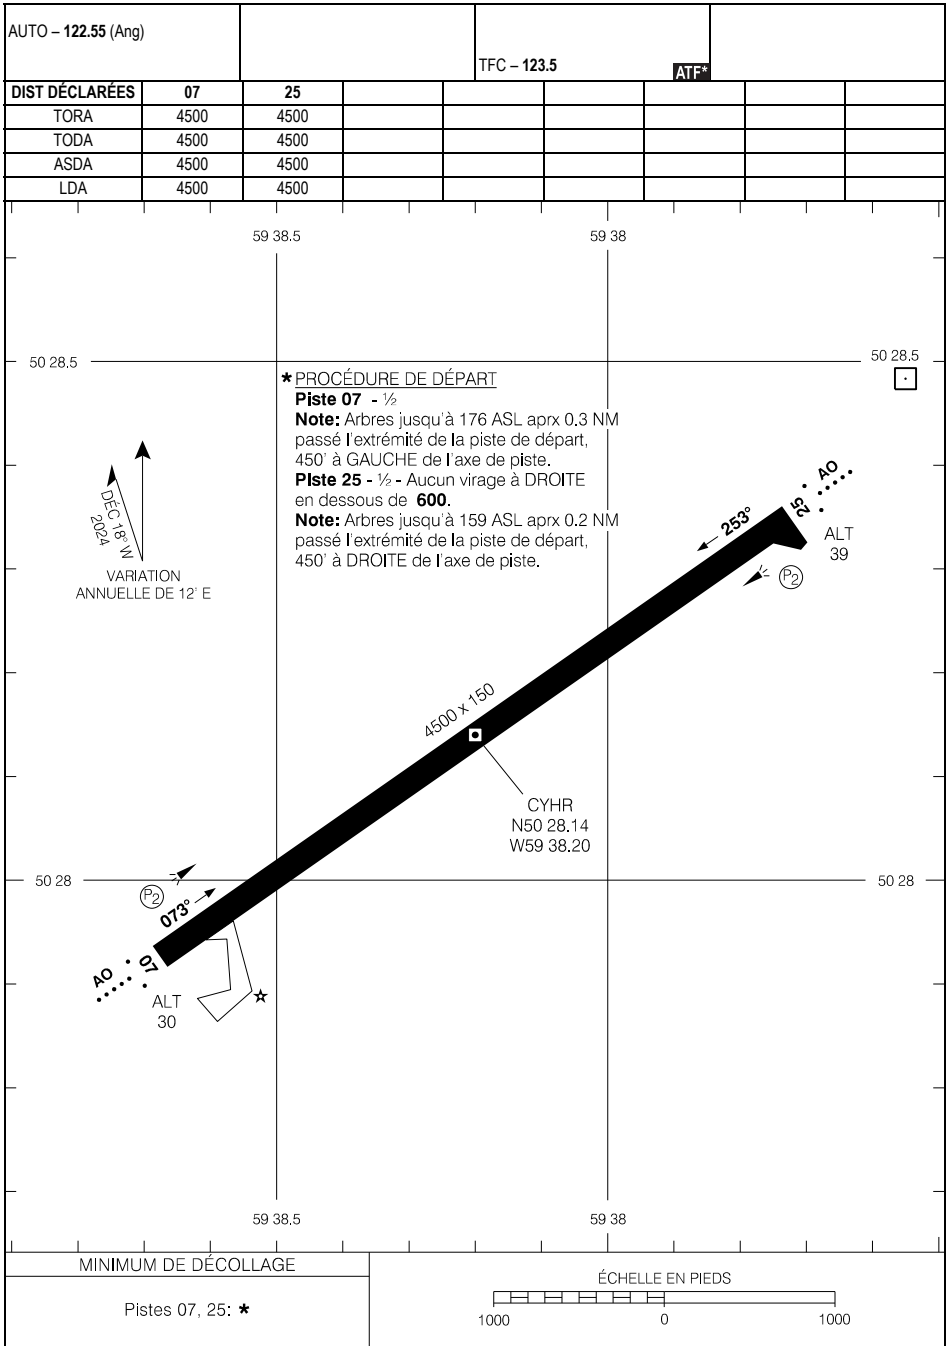 AUTO – 122.55 (Ang)
TFC – 123.5
ATF*
DIST DÉCLARÉES 07 25
TORA 4500 4500
TODA 4500 4500
ASDA 4500 4500
LDA 4500 4500
59 38.5 59 38
50 28.5 50 28.5
* PROCÉDURE DE DÉPART
Piste 07 - ½
Note: Arbres jusqu'à 176 ASL aprx 0.3 NM
passé l'extrémité de la piste de départ,
450' à GAUCHE de l'axe de piste.
Piste 25 - ½ - Aucun virage à DROITE
en dessous de 600.
Note: Arbres jusqu'à 159 ASL aprx 0.2 NM
passé l'extrémité de la piste de départ,
450' à DROITE de l'axe de piste.
DÉC 18° W
2024
VARIATION
ANNUELLE DE 12' E
AO
25
253°
ALT
39
P2
4500 x 150
CYHR
N50 28.14
W59 38.20
50 28 50 28
P2
073°
07
AO
ALT
30
59 38.5 59 38
MINIMUM DE DÉCOLLAGE
Pistes 07, 25: *
ÉCHELLE EN PIEDS
1000 0 1000